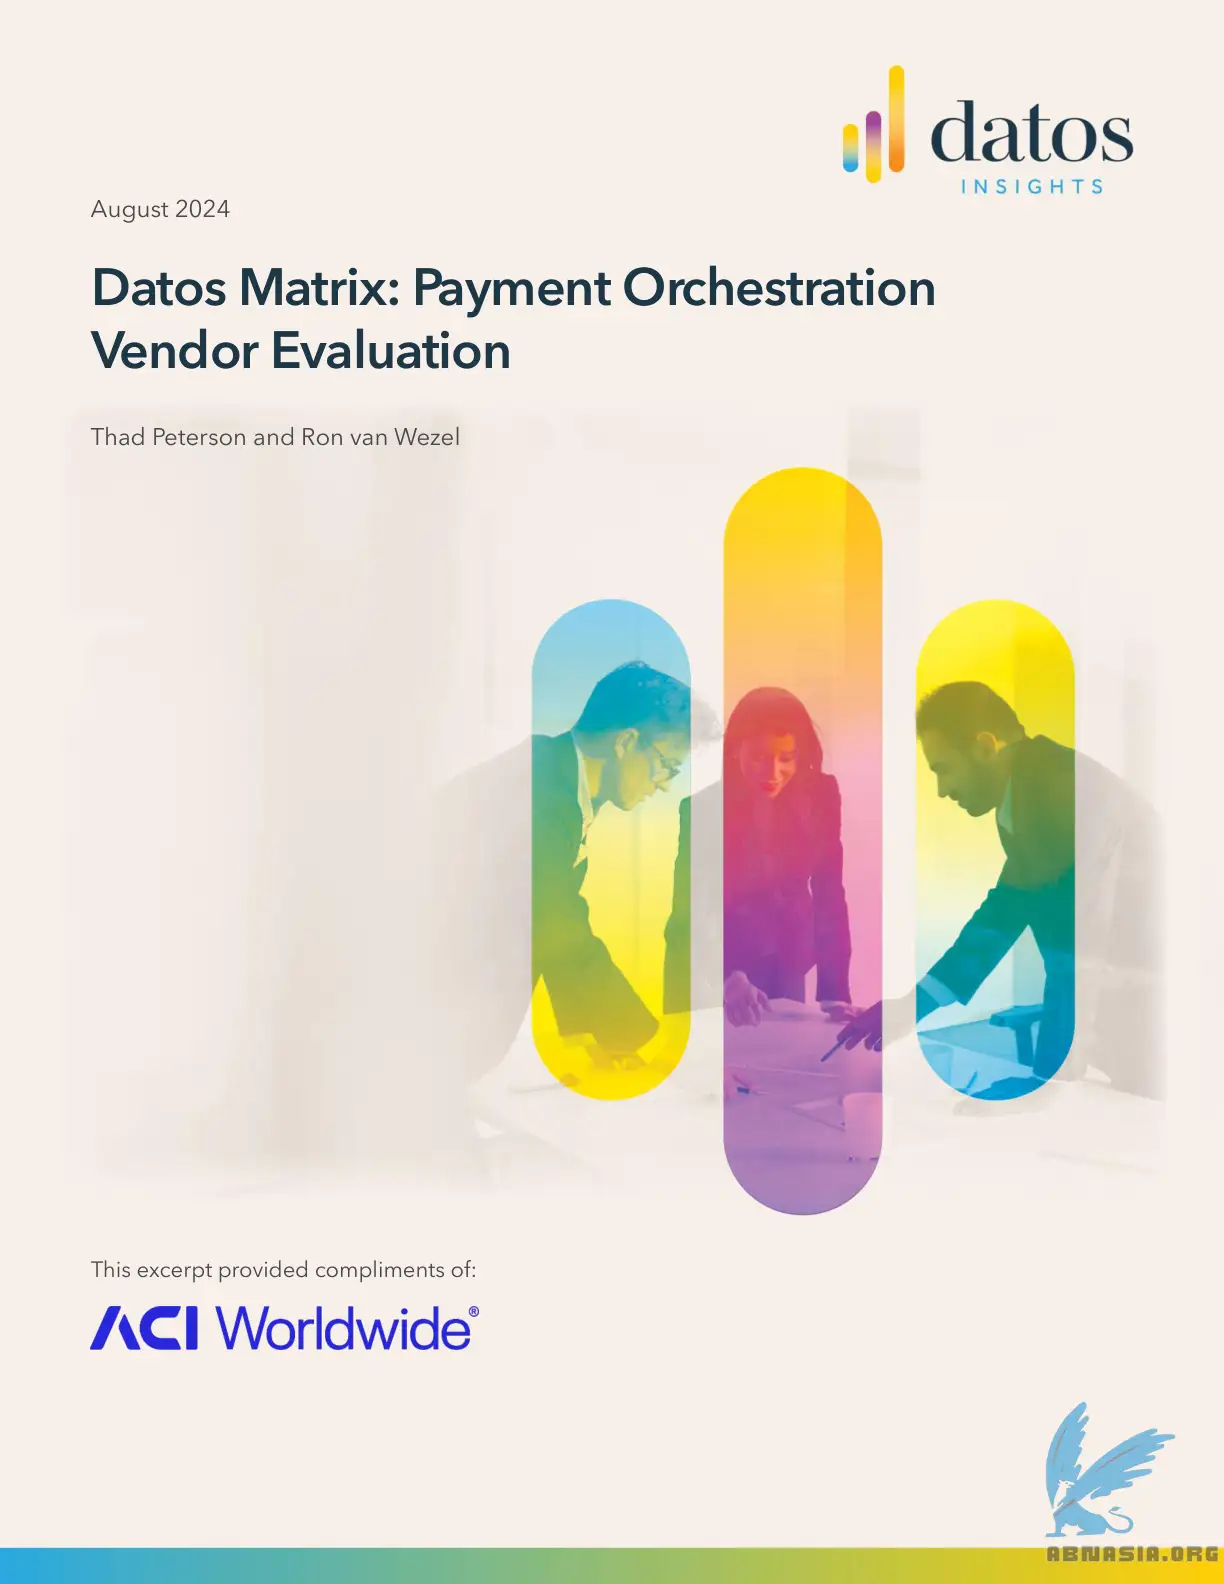 datos
INSIGHTS
August 2024
Datos Matrix: Payment Orchestration
Vendor Evaluation
Thad Peterson and Ron van Wezel
This excerpt provided compliments of:
ACI Worldwide®
ABNASIA.ORG